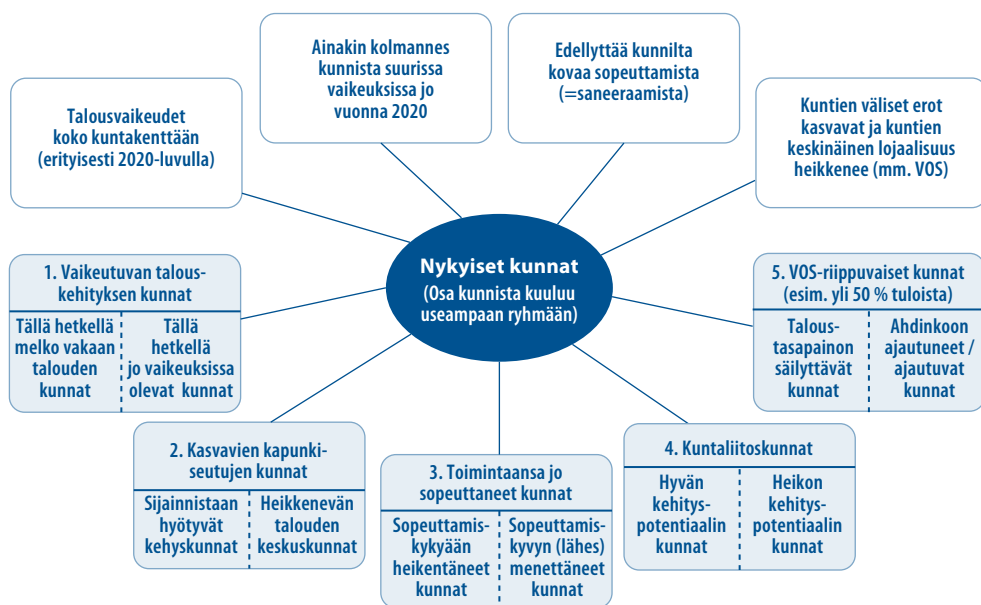 Talousvaikeudet
koko kuntakenttään
(erityisesti 2020-luvulla)
Ainakin kolmannes
kunnista suurissa
vaikeuksissa jo
vuonna 2020
Edellyttää kunnilta
kovaa sopeuttamista
(=saneeraamista)
Kuntien väliset erot
kasvavat ja kuntien
keskinäinen lojaalisuus
heikkenee (mm. VOS)
Nykyiset kunnat
(Osa kunnista kuuluu
useampaan ryhmään)
1. Vaikeutuvan talous-
kehityksen kunnat
Tällä hetkellä
melko vakaan
talouden
kunnat
Tällä
hetkellä
jo vaikeuksissa
olevat kunnat
2. Kasvavien kapunki-
seutujen kunnat
Sijainnistaan
hyötyvät
kehyskunnat
Heikkenevän
talouden
keskuskunnat
3. Toimintaansa jo
sopeuttaneet kunnat
Sopeuttamis-
kykyään
heikentäneet
kunnat
Sopeuttamis-
kyvyn (lähes)
menettäneet
kunnat
4. Kuntaliitoskunnat
Hyvän
kehitys-
potentiaalin
kunnat
Heikon
kehitys-
potentiaalin
kunnat
5. VOS-riippuvaiset kunnat
(esim. yli 50 % tuloista)
Talous-
tasapainon
säilyttävät
kunnat
Ahdinkoon
ajautuneet /
ajautuvat
kunnat